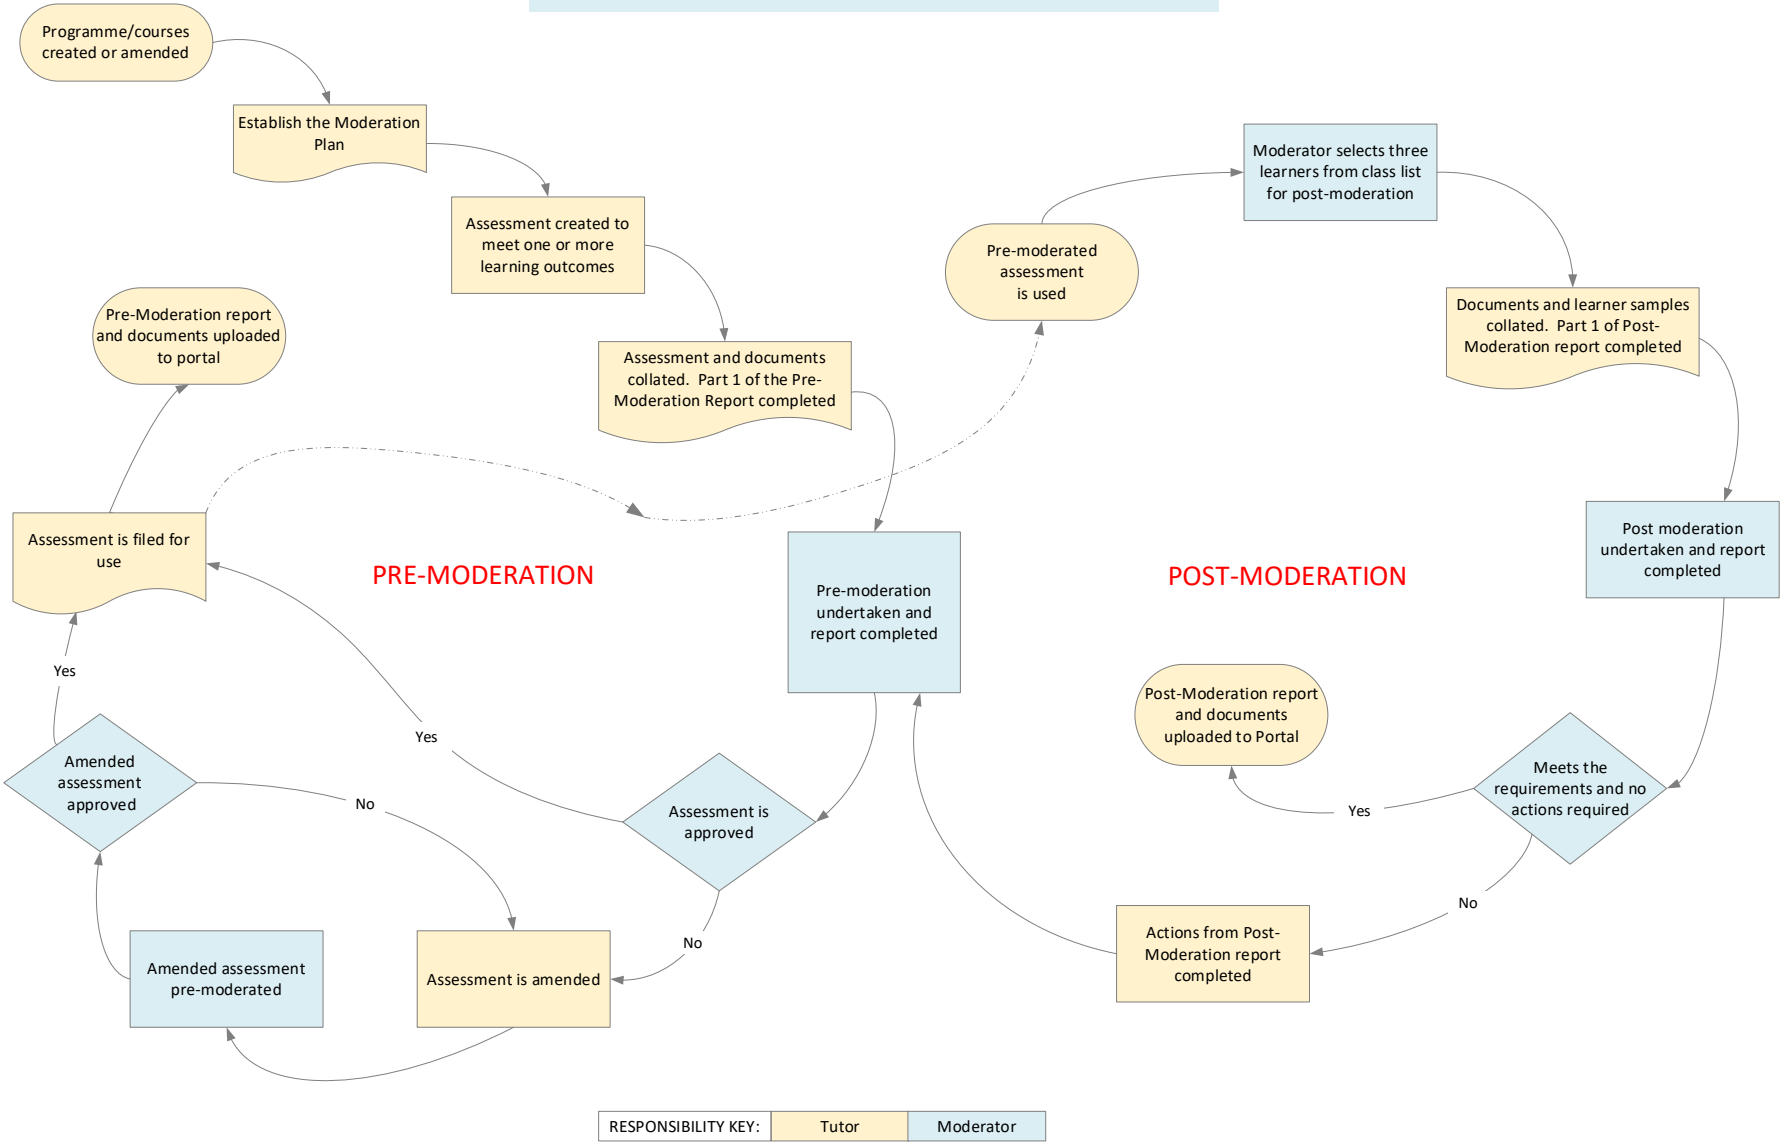 Programme/courses
created or amended
Establish the Moderation
Plan
Assessment created to
meet one or more
learning outcomes
Assessment and documents
collated.  Part 1 of the Pre-
Moderation Report completed
Pre-Moderation report
and documents uploaded
to portal
Assessment is filed for
use
PRE-MODERATION
Pre-moderation
undertaken and
report completed
Yes
Yes
Amended
assessment
approved
No
Assessment is
approved
No
Amended assessment
pre-moderated
Assessment is amended
Pre-moderated
assessment
is used
Moderator selects three
learners from class list
for post-moderation
Documents and learner samples
collated.  Part 1 of Post-
Moderation report completed
POST-MODERATION
Post moderation
undertaken and report
completed
Post-Moderation report
and documents
uploaded to Portal
Meets the
requirements and no
actions required
Yes
No
Actions from Post-
Moderation report
completed
RESPONSIBILITY KEY: Tutor Moderator